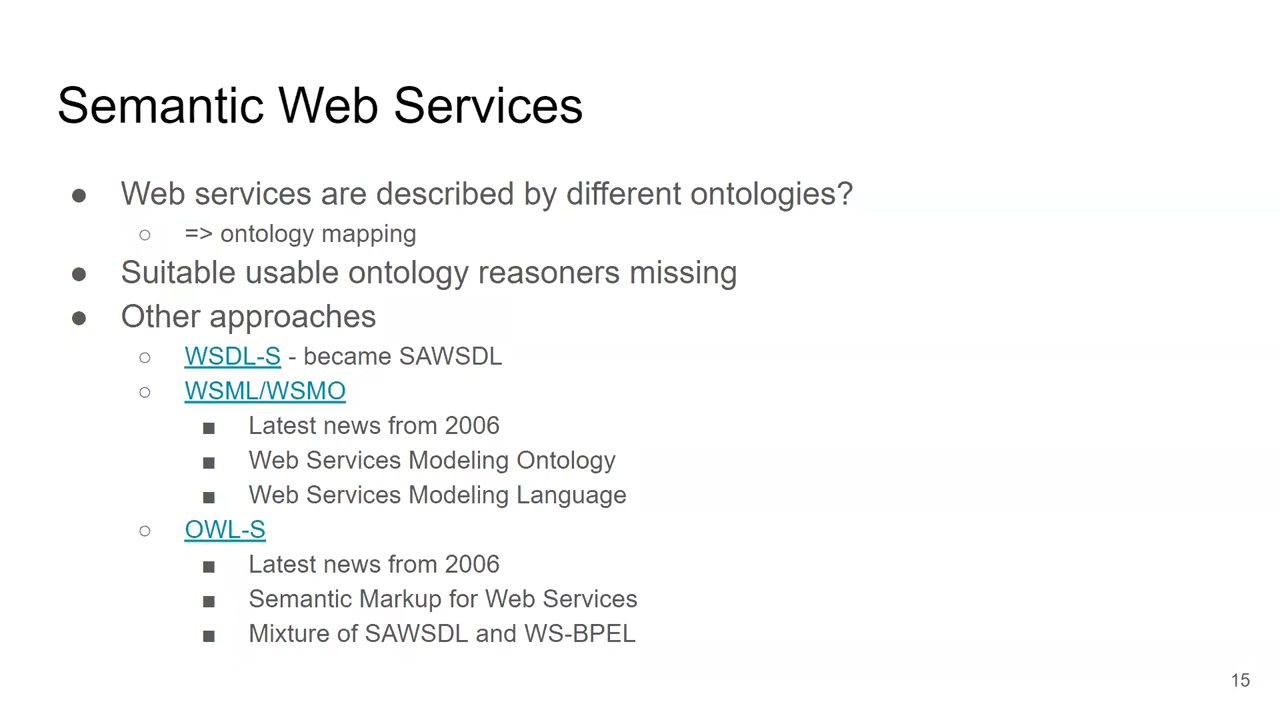 Semantic Web Services
● Web services are described by different ontologies?
○ => ontology mapping
● Suitable usable ontology reasoners missing
● Other approaches
○ WSDL-S - became SAWSDL
○ WSML/WSMO
■ Latest news from 2006
■ Web Services Modeling Ontology
■ Web Services Modeling Language
○ OWL-S
■ Latest news from 2006
■ Semantic Markup for Web Services
■ Mixture of SAWSDL and WS-BPEL
15